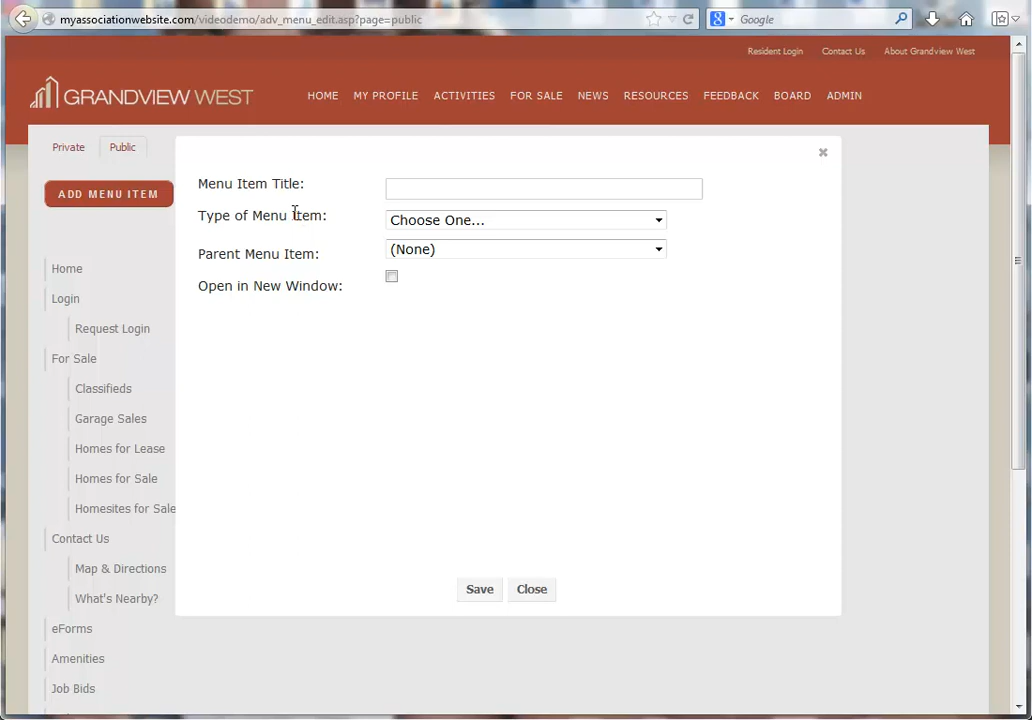 myassociationwebsite.com/videodemo/adv_menu_edit.asp?page=public
Google
Resident Login Contact Us About Grandview West
GRANDVIEW WEST
HOME MY PROFILE ACTIVITIES FOR SALE NEWS RESOURCES FEEDBACK BOARD ADMIN
Private Public
ADD MENU ITEM
Menu Item Title:
Type of Menu Item: Choose One...
Parent Menu Item: (None)
Open in New Window:
Home
Login
Request Login
For Sale
Classifieds
Garage Sales
Homes for Lease
Homes for Sale
Homesites for Sale
Contact Us
Map & Directions
What's Nearby?
eForms
Amenities
Job Bids
Save Close